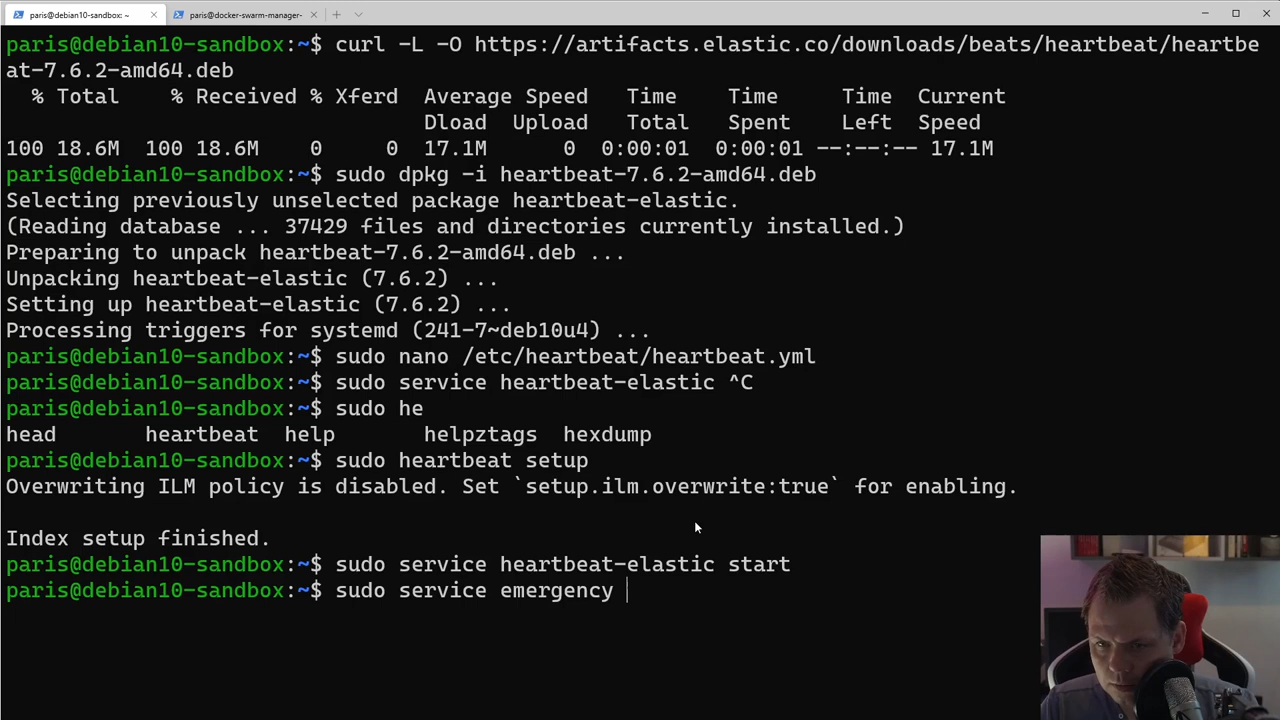 paris@debian10-sandbox: ~
paris@docker-swarm-manager-
paris@debian10-sandbox:~$ curl -L -O https://artifacts.elastic.co/downloads/beats/heartbeat/heartbe
at-7.6.2-amd64.deb
% Total % Received % Xferd Average Speed Time Time Time Current
Dload Upload Total Spent Left Speed
100 18.6M 100 18.6M 0 0 17.1M 0 0:00:01 0:00:01 --:--:-- 17.1M
paris@debian10-sandbox:~$ sudo dpkg -i heartbeat-7.6.2-amd64.deb
Selecting previously unselected package heartbeat-elastic.
(Reading database ... 37429 files and directories currently installed.)
Preparing to unpack heartbeat-7.6.2-amd64.deb ...
Unpacking heartbeat-elastic (7.6.2) ...
Setting up heartbeat-elastic (7.6.2) ...
Processing triggers for systemd (241-7~deb10u4) ...
paris@debian10-sandbox:~$ sudo nano /etc/heartbeat/heartbeat.yml
paris@debian10-sandbox:~$ sudo service heartbeat-elastic ^C
paris@debian10-sandbox:~$ sudo he
head heartbeat help helpztags hexdump
paris@debian10-sandbox:~$ sudo heartbeat setup
Overwriting ILM policy is disabled. Set `setup.ilm.overwrite:true` for enabling.
Index setup finished.
paris@debian10-sandbox:~$ sudo service heartbeat-elastic start
paris@debian10-sandbox:~$ sudo service emergency